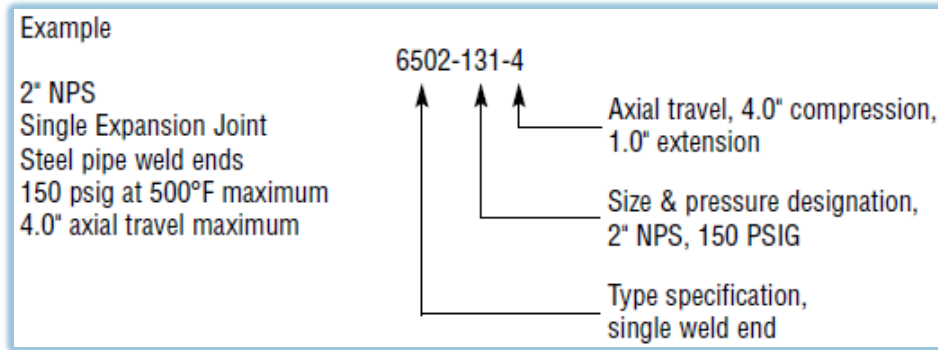 Example
6502-131-4
2" NPS
Single Expansion Joint
Steel pipe weld ends
150 psig at 500°F maximum
4.0" axial travel maximum
Axial travel, 4.0" compression,
1.0" extension
Size & pressure designation,
2" NPS, 150 PSIG
Type specification,
single weld end